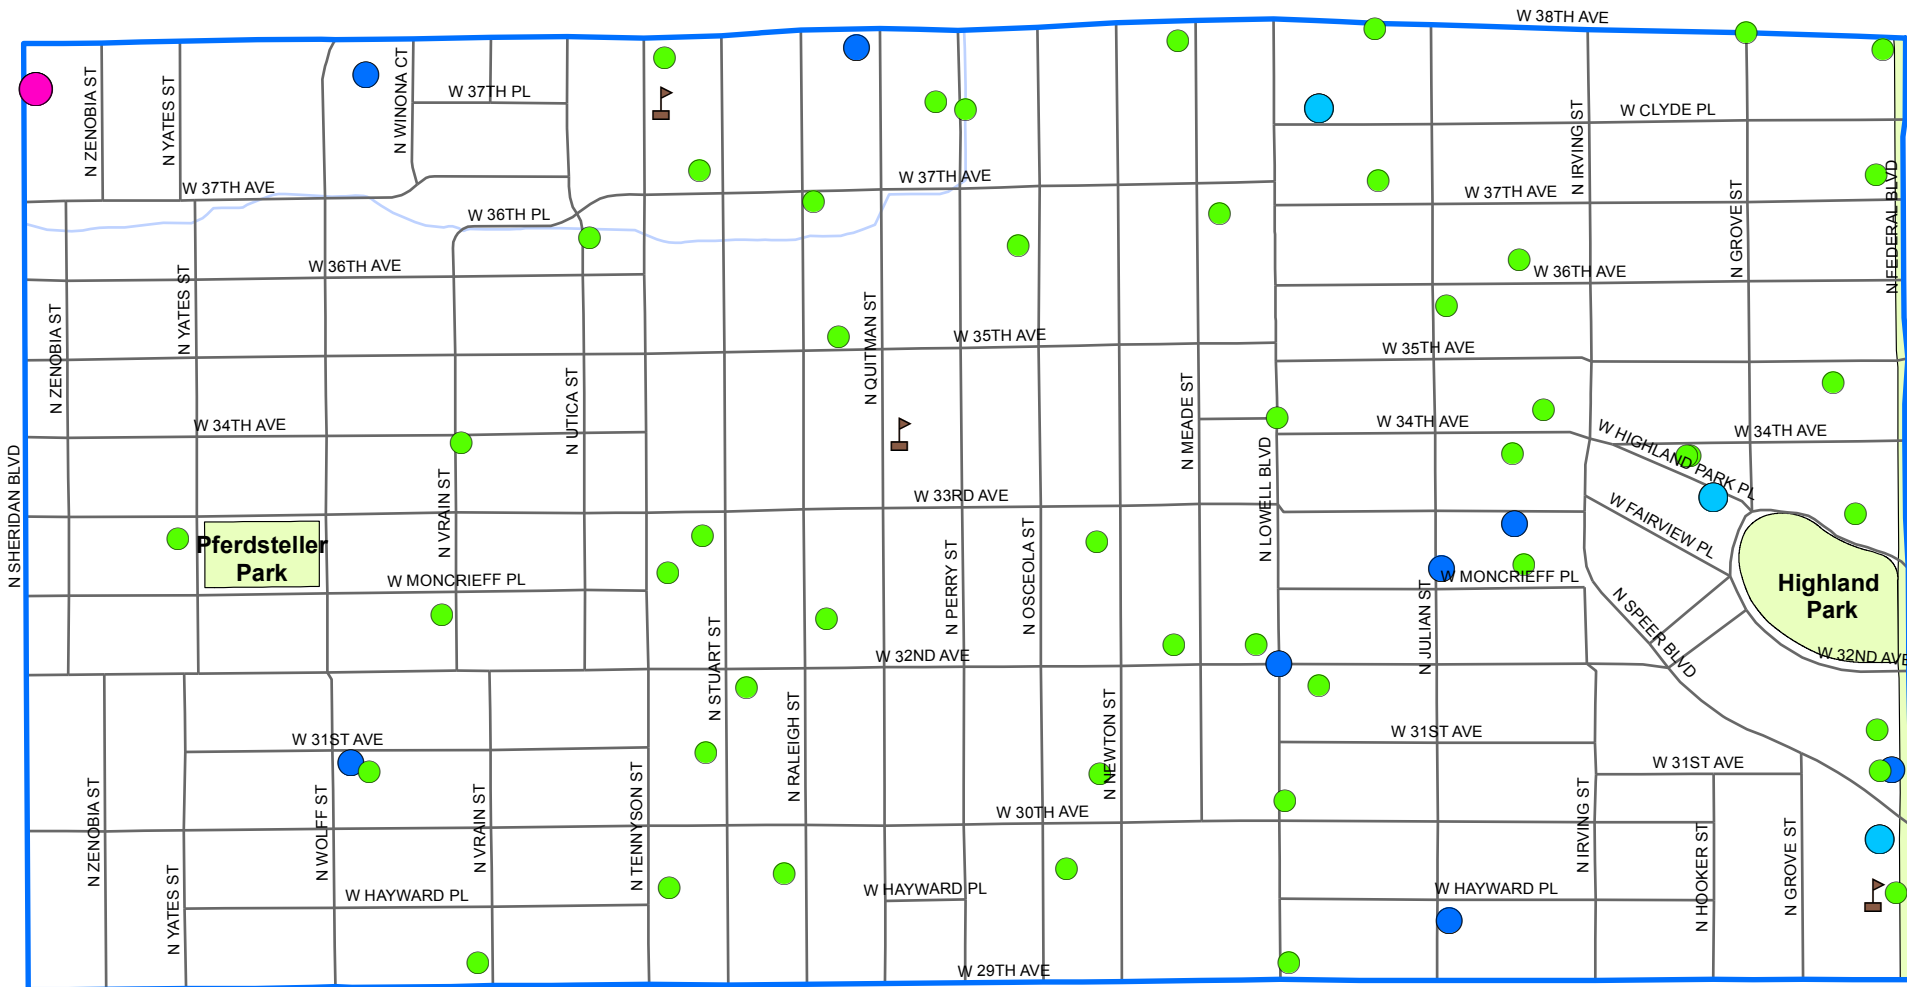 W 38TH AVE
N ZENOBIA ST
N YATES ST
N WINONA CT
W 37TH PL
W CLYDE PL
N IRVING ST
W 37TH AVE
W 37TH AVE
W 37TH AVE
N GROVE ST
N FEDERAL BLVD
W 36TH PL
W 36TH AVE
W 36TH AVE
N ZENOBIA ST
N YATES ST
N QUITMAN ST
W 35TH AVE
W 35TH AVE
N UTICA ST
N MEADE ST
W 34TH AVE
W 34TH AVE
W 34TH AVE
W HIGHLAND PARK PL
N SHERIDAN BLVD
N VRAIN ST
N LOWELL BLVD
W 33RD AVE
W FAIRVIEW PL
Pferdsteller
Park
N PERRY ST
N OSCEOLA ST
W MONCRIEFF PL
W MONCRIEFF PL
Highland
Park
N JULIAN ST
N SPEER BLVD
N STUART ST
W 32ND AVE
W 32ND AVE
N RALEIGH ST
N NEWTON ST
W 31ST AVE
W 31ST AVE
W 31ST AVE
N ZENOBIA ST
N WOLFF ST
N VRAIN ST
N TENNYSON ST
W 30TH AVE
N IRVING ST
N HOOKER ST
N GROVE ST
N YATES ST
W HAYWARD PL
W HAYWARD PL
W HAYWARD PL
W 29TH AVE